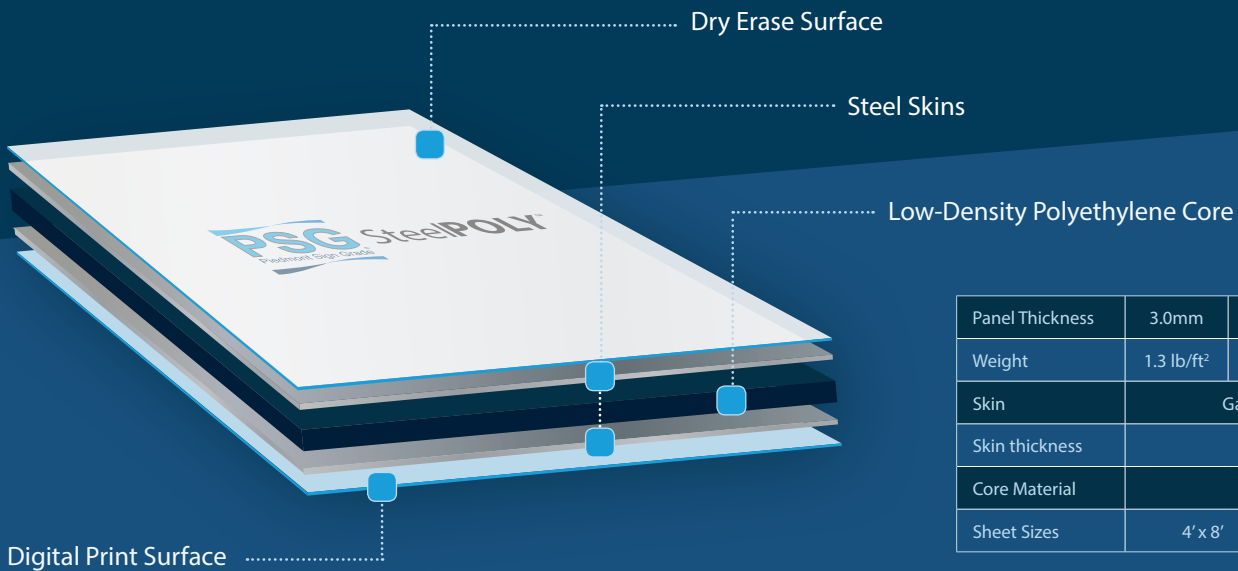 Dry Erase Surface
Steel Skins
Low-Density Polyethylene Core
PSG® SteelPOLY™
Piedmont Sign Grade
Panel Thickness 3.0mm
Weight 1.3 lb/ft²
Skin
Skin thickness
Core Material
Sheet Sizes 4’ x 8’
Digital Print Surface